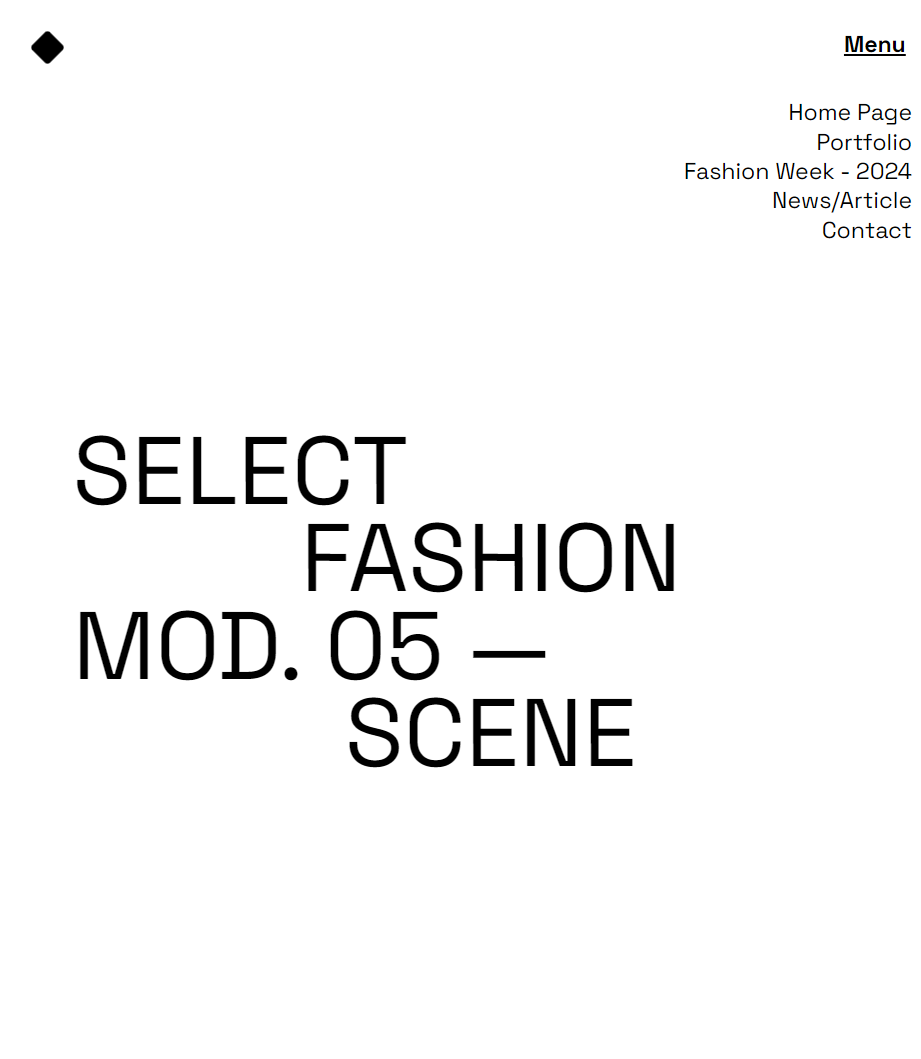 Menu
Home Page
Portfolio
Fashion Week - 2024
News/Article
Contact
SELECT
FASHION
MOD. 05 —
SCENE